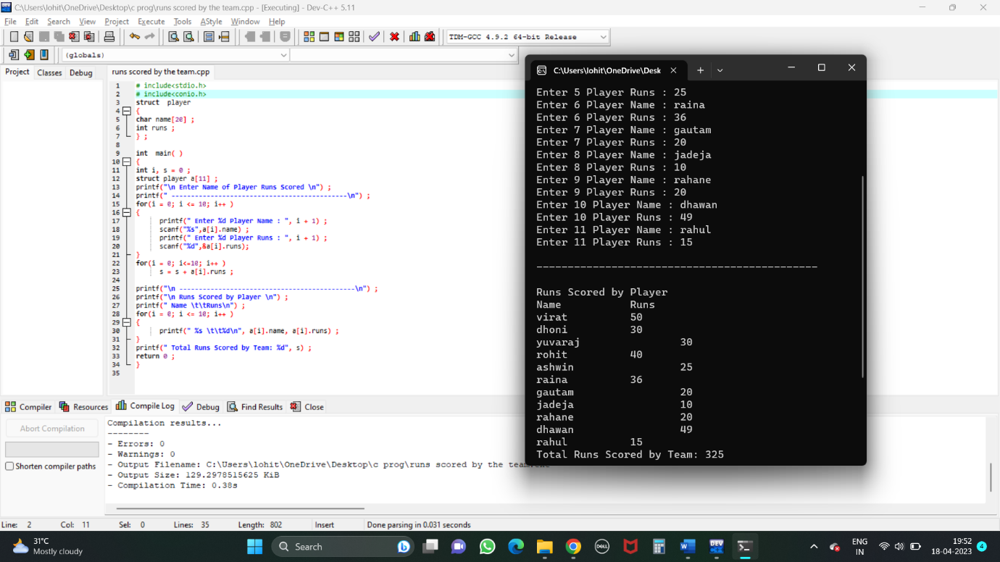 C:\Users\lohit\OneDrive\Desktop\c prog\runs scored by the team.cpp - [Executing] - Dev-C++ 5.11
File Edit Search View Project Execute Tools AStyle Window Help
TDM-GCC 4.9.2 64-bit Release
(globals)
Project Classes Debug
runs scored by the team.cpp
1 # include<stdio.h>
2 # include<conio.h>
3 struct  player
4 {
5 char name[20] ;
6 int runs ;
7 } ;
8
9 int  main( )
10 {
11 int i, s = 0 ;
12 struct player a[11] ;
13 printf("\n Enter Name of Player Runs Scored \n") ;
14 printf(" ---------------------------------------------\n") ;
15 for(i = 0; i <= 10; i++ )
16 {
17 printf(" Enter %d Player Name : ", i + 1) ;
18 scanf("%s",a[i].name) ;
19 printf(" Enter %d Player Runs : ", i + 1) ;
20 scanf("%d",&a[i].runs);
21 }
22 for(i = 0; i<=10; i++ )
23 s = s + a[i].runs ;
24
25 printf("\n ---------------------------------------------\n") ;
26 printf("\n Runs Scored by Player \n") ;
27 printf(" Name \t\tRuns\n") ;
28 for(i = 0; i <= 10; i++ )
29 {
30 printf(" %s \t\t%d\n", a[i].name, a[i].runs) ;
31 }
32 printf(" Total Runs Scored by Team: %d", s) ;
33 return 0 ;
34 }
35
C:\Users\lohit\OneDrive\Desk
Enter 5 Player Runs : 25
Enter 6 Player Name : raina
Enter 6 Player Runs : 36
Enter 7 Player Name : gautam
Enter 7 Player Runs : 20
Enter 8 Player Name : jadeja
Enter 8 Player Runs : 10
Enter 9 Player Name : rahane
Enter 9 Player Runs : 20
Enter 10 Player Name : dhawan
Enter 10 Player Runs : 49
Enter 11 Player Name : rahul
Enter 11 Player Runs : 15
---------------------------------------------
Runs Scored by Player
Name Runs
virat 50
dhoni 30
yuvaraj 30
rohit 40
ashwin 25
raina 36
gautam 20
jadeja 10
rahane 20
dhawan 49
rahul 15
Total Runs Scored by Team: 325
Compiler Resources Compile Log Debug Find Results Close
Abort Compilation
Shorten compiler paths
Compilation results...
--------
- Errors: 0
- Warnings: 0
- Output Filename: C:\Users\lohit\OneDrive\Desktop\c prog\runs scored by the team.exe
- Output Size: 129.2978515625 KiB
- Compilation Time: 0.38s
Line: 2 Col: 11 Sel: 0 Lines: 35 Length: 802 Insert Done parsing in 0.031 seconds
31°C
Mostly cloudy
Search
DELL
DEV
ENG
IN
19:52
18-04-2023
4